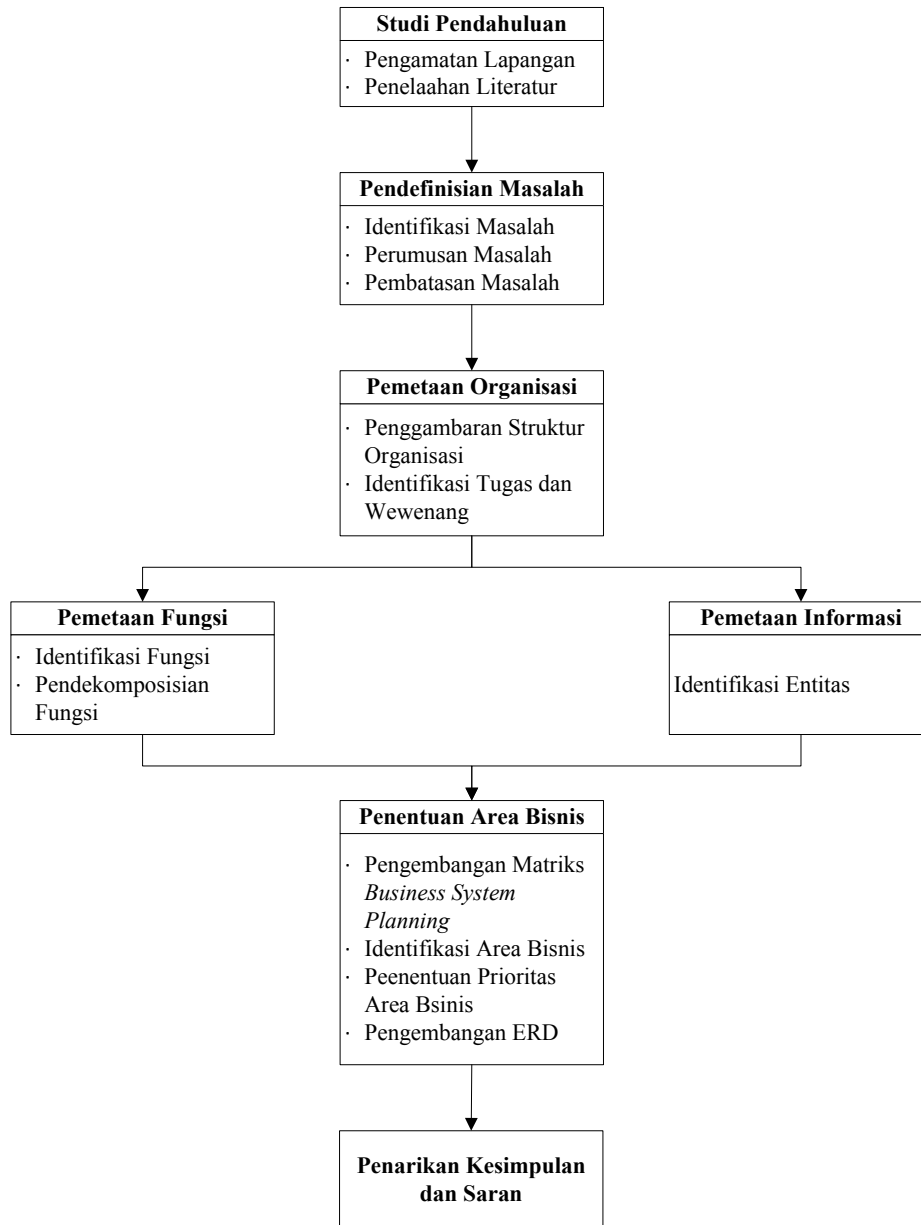 Studi Pendahuluan
· Pengamatan Lapangan
· Penelaahan Literatur
Pendefinisian Masalah
· Identifikasi Masalah
· Perumusan Masalah
· Pembatasan Masalah
Pemetaan Organisasi
· Penggambaran Struktur
Organisasi
· Identifikasi Tugas dan
Wewenang
Pemetaan Fungsi
· Identifikasi Fungsi
· Pendekomposisian
Fungsi
Pemetaan Informasi
Identifikasi Entitas
Penentuan Area Bisnis
· Pengembangan Matriks
Business System
Planning
· Identifikasi Area Bisnis
· Peenentuan Prioritas
Area Bsinis
· Pengembangan ERD
Penarikan Kesimpulan
dan Saran